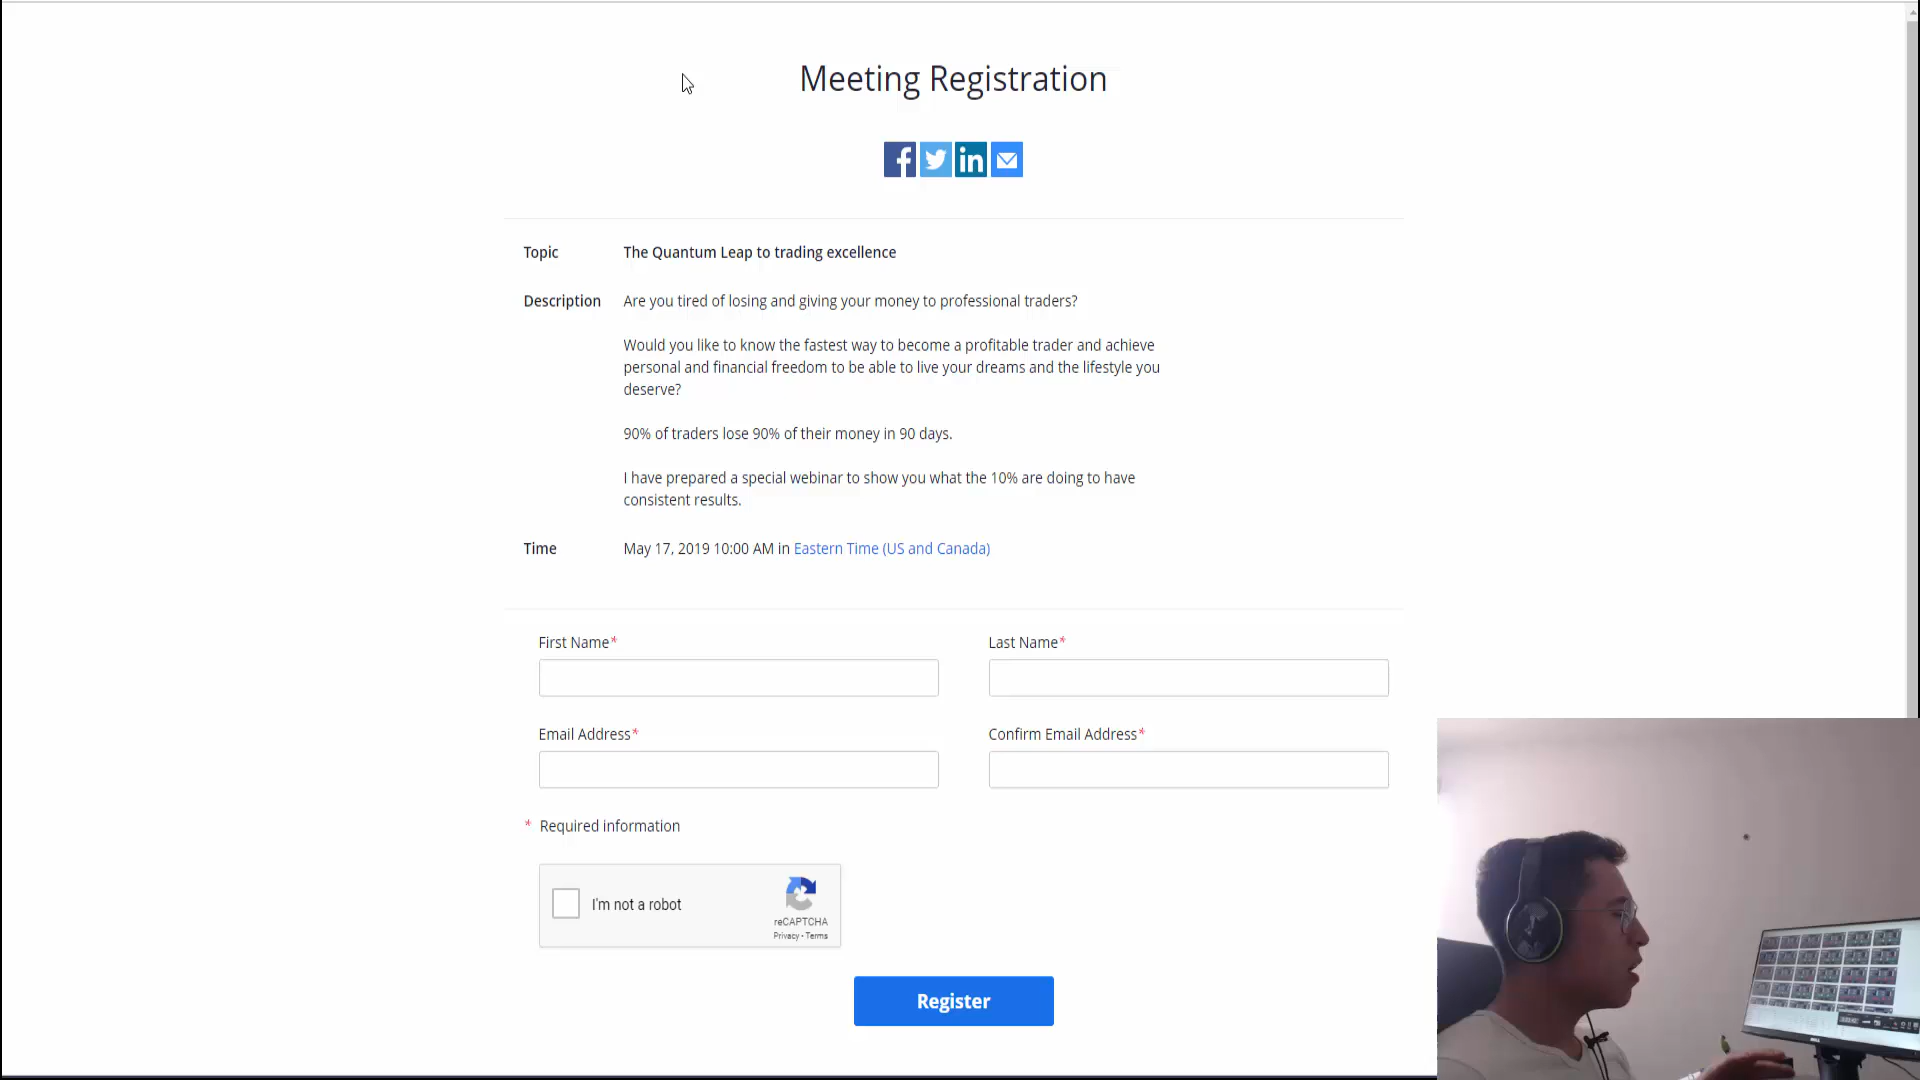 Meeting Registration
Topic The Quantum Leap to trading excellence
Description Are you tired of losing and giving your money to professional traders?
Would you like to know the fastest way to become a profitable trader and achieve
personal and financial freedom to be able to live your dreams and the lifestyle you
deserve?
90% of traders lose 90% of their money in 90 days.
I have prepared a special webinar to show you what the 10% are doing to have
consistent results.
Time May 17, 2019 10:00 AM in Eastern Time (US and Canada)
First Name* Last Name*
Email Address* Confirm Email Address*
* Required information
I'm not a robot
reCAPTCHA
Privacy - Terms
Register